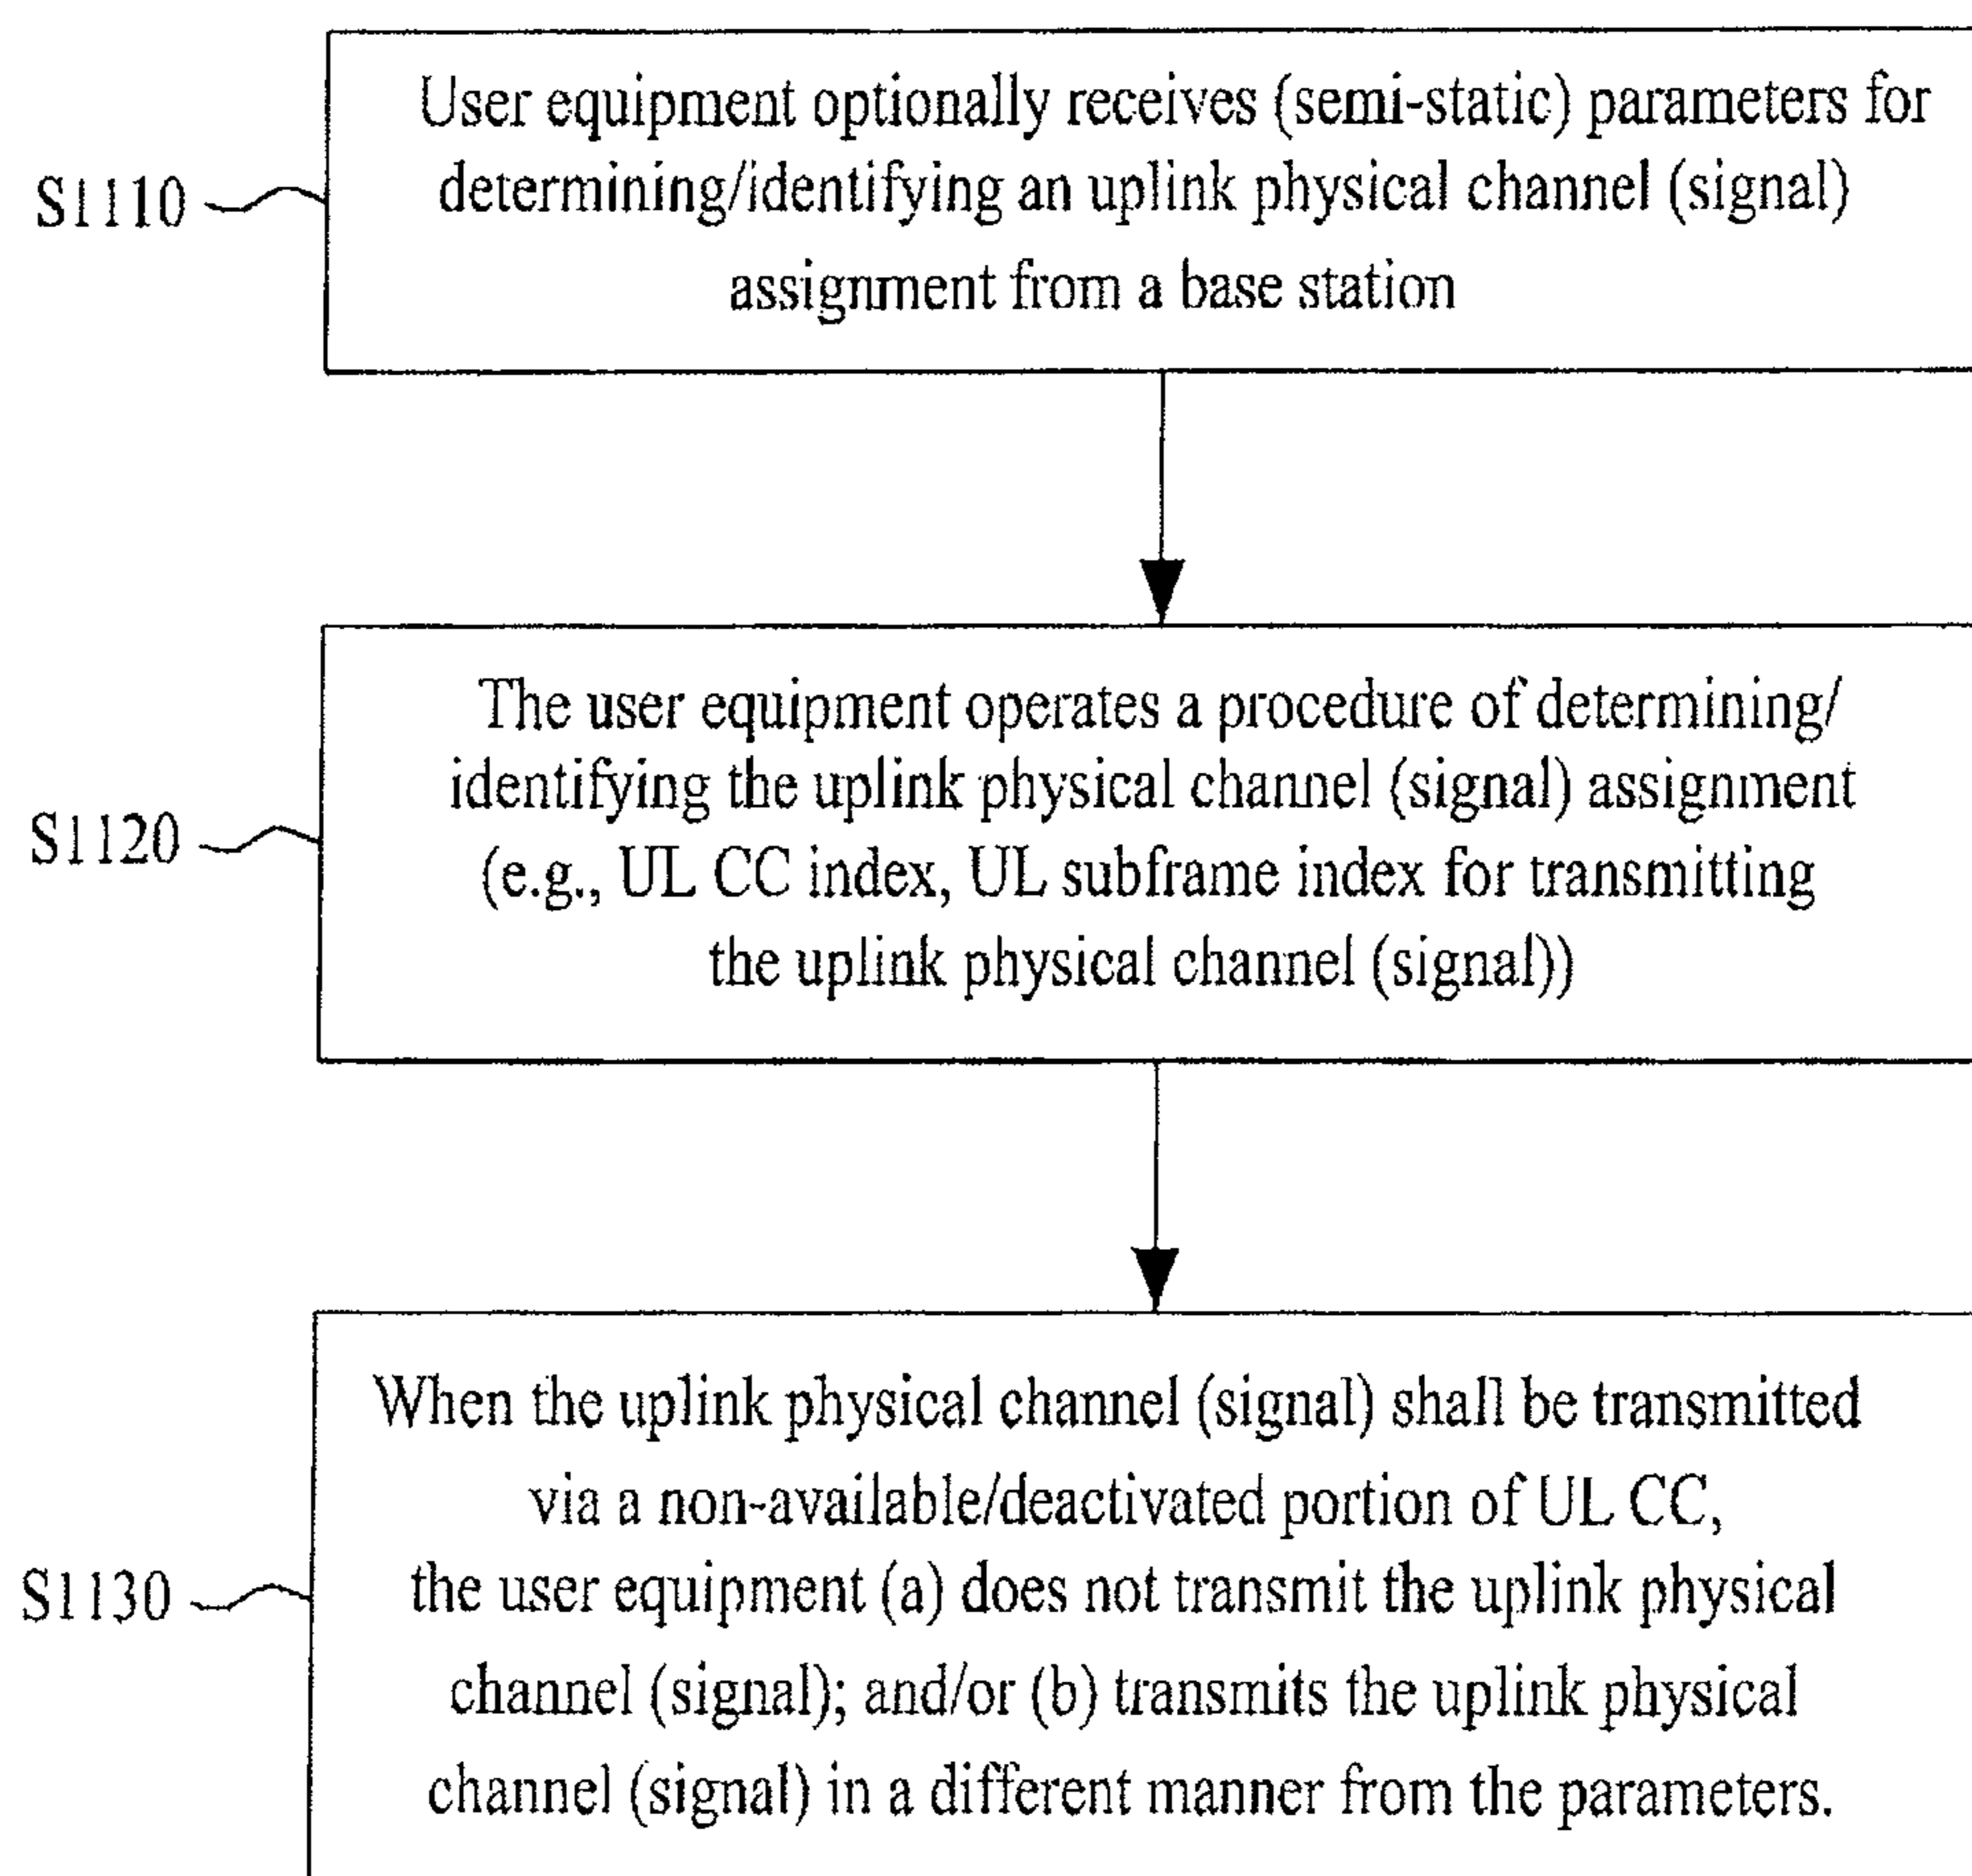 User equipment optionally receives (semi-static) parameters for
determining/identifying an uplink physical channel (signal)
assignment from a base station
S1110
The user equipment operates a procedure of determining/
identifying the uplink physical channel (signal) assignment
(e.g., UL CC index, UL subframe index for transmitting
the uplink physical channel (signal))
S1120
When the uplink physical channel (signal) shall be transmitted
via a non-available/deactivated portion of UL CC,
the user equipment (a) does not transmit the uplink physical
channel (signal); and/or (b) transmits the uplink physical
channel (signal) in a different manner from the parameters.
S1130